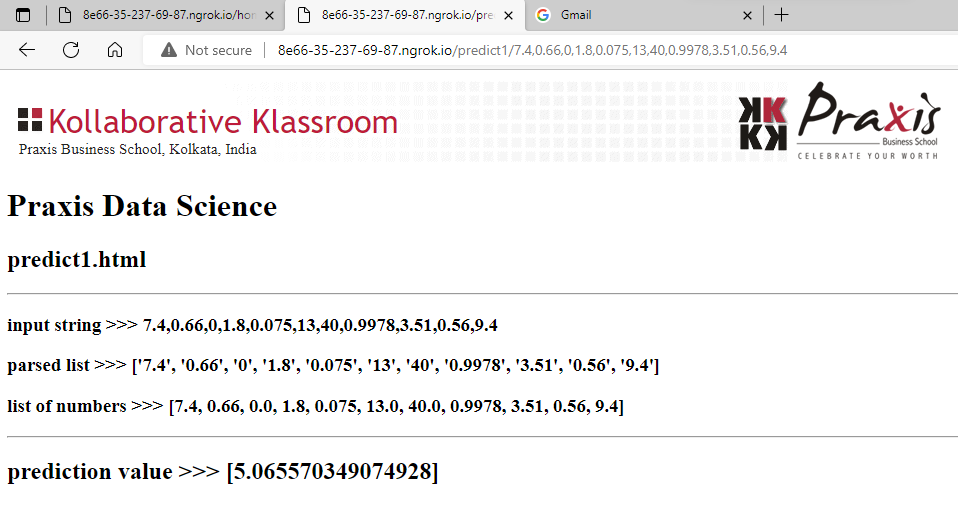 8e66-35-237-69-87.ngrok.io/hor
8e66-35-237-69-87.ngrok.io/pre
Gmail
Not secure
8e66-35-237-69-87.ngrok.io/predict1/7.4,0.66,0,1.8,0.075,13,40,0.9978,3.51,0.56,9.4
Kollaborative Klassroom
Praxis Business School, Kolkata, India
KK
KK
Praxis
Business School
CELEBRATE YOUR WORTH
Praxis Data Science
predict1.html
input string >>> 7.4,0.66,0,1.8,0.075,13,40,0.9978,3.51,0.56,9.4
parsed list >>> ['7.4', '0.66', '0', '1.8', '0.075', '13', '40', '0.9978', '3.51', '0.56', '9.4']
list of numbers >>> [7.4, 0.66, 0.0, 1.8, 0.075, 13.0, 40.0, 0.9978, 3.51, 0.56, 9.4]
prediction value >>> [5.065570349074928]